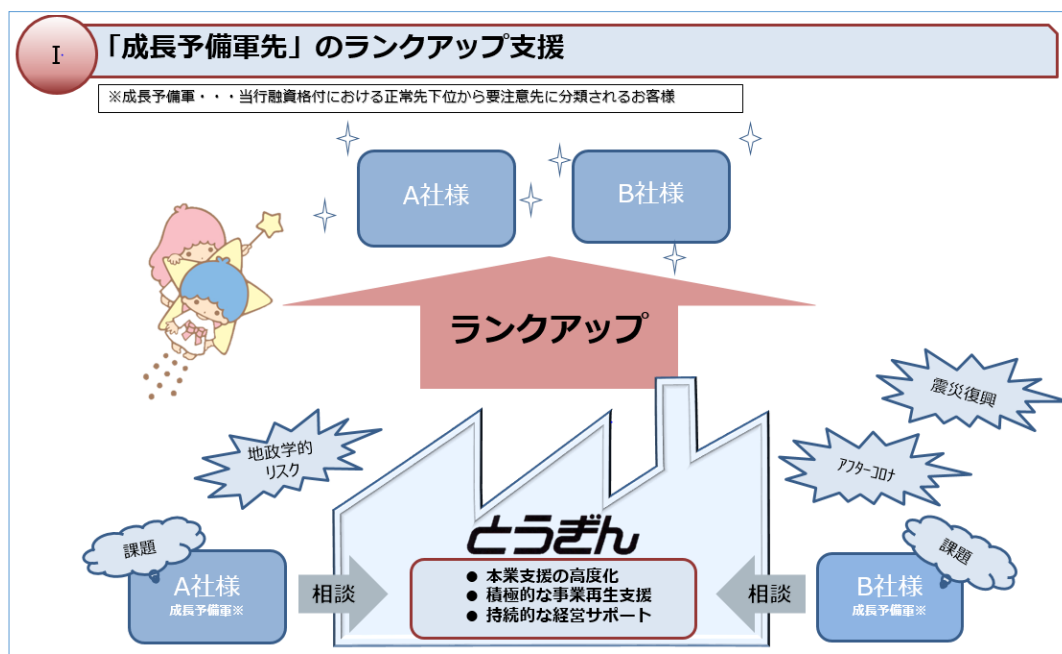 I
「成長予備軍先」のランクアップ支援
※成長予備軍・・・当行融資格付における正常先下位から要注意先に分類されるお客様
A社様
B社様
ランクアップ
震災復興
地政学的
リスク
アフターコロナ
とうぎん
課題
課題
A社様
成長予備軍※
相談
● 本業支援の高度化
● 積極的な事業再生支援
● 持続的な経営サポート
相談
B社様
成長予備軍※